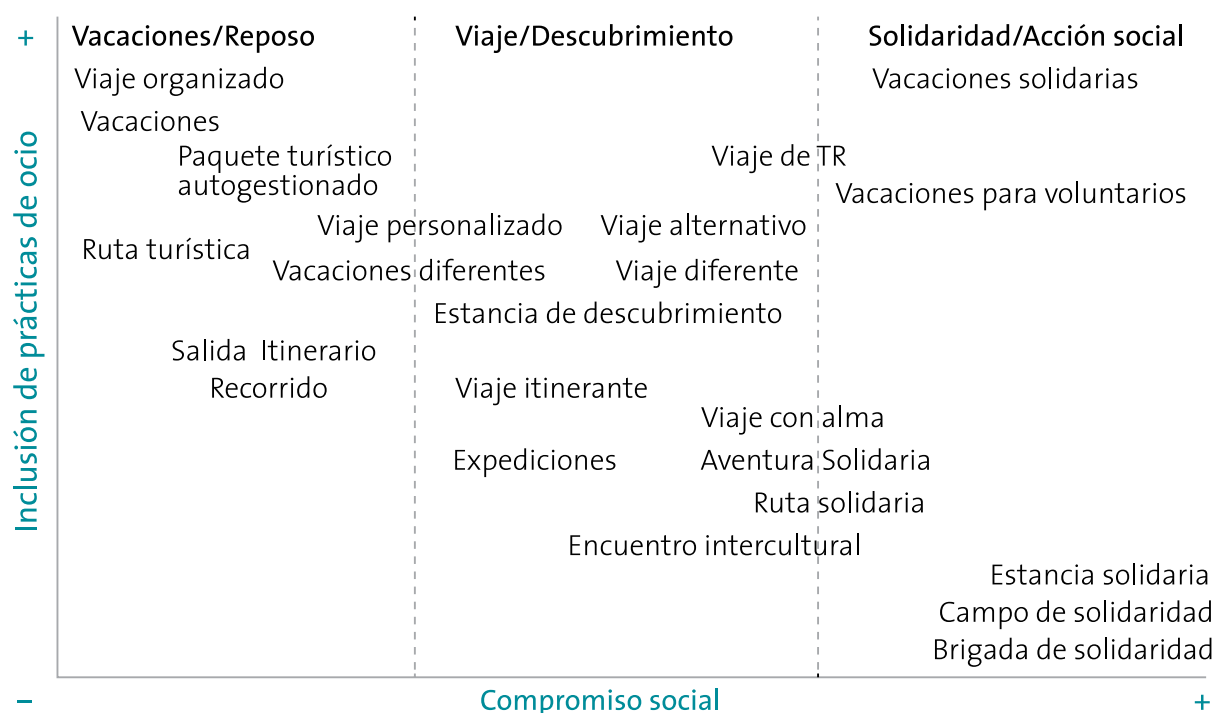 +
Vacaciones/Reposo
Viaje/Descubrimiento
Solidaridad/Acción social
Viaje organizado
Vacaciones solidarias
Vacaciones
Paquete turístico
autogestionado
Viaje de TR
Vacaciones para voluntarios
Viaje personalizado
Viaje alternativo
Ruta turística
Vacaciones diferentes
Viaje diferente
Estancia de descubrimiento
Salida Itinerario
Recorrido
Viaje itinerante
Viaje con alma
Expediciones
Aventura Solidaria
Ruta solidaria
Encuentro intercultural
Estancia solidaria
Campo de solidaridad
Brigada de solidaridad
Inclusión de prácticas de ocio
–
Compromiso social
+